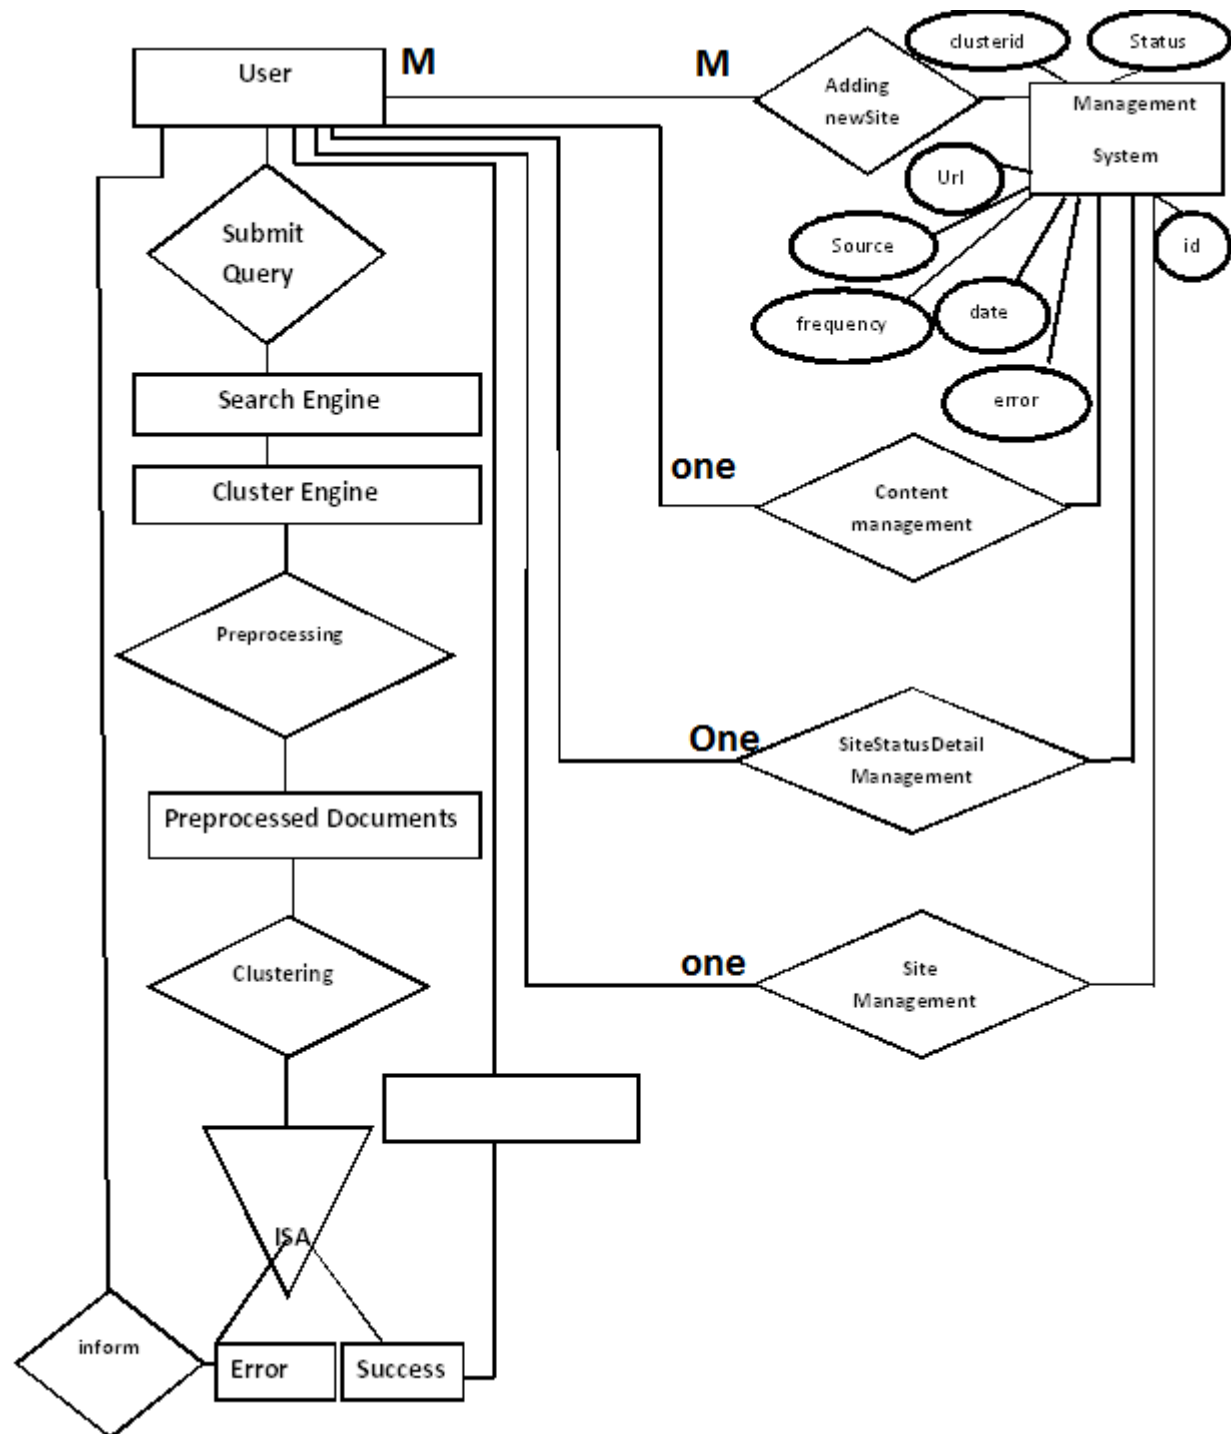 User
M
M
Adding
newSite
clusterid
Status
Management
System
Url
Source
id
frequency
date
error
Submit
Query
Search Engine
Cluster Engine
one
Content
management
Preprocessing
One
SiteStatusDetail
Management
Preprocessed Documents
Clustering
one
Site
Management
ISA
inform
Error
Success